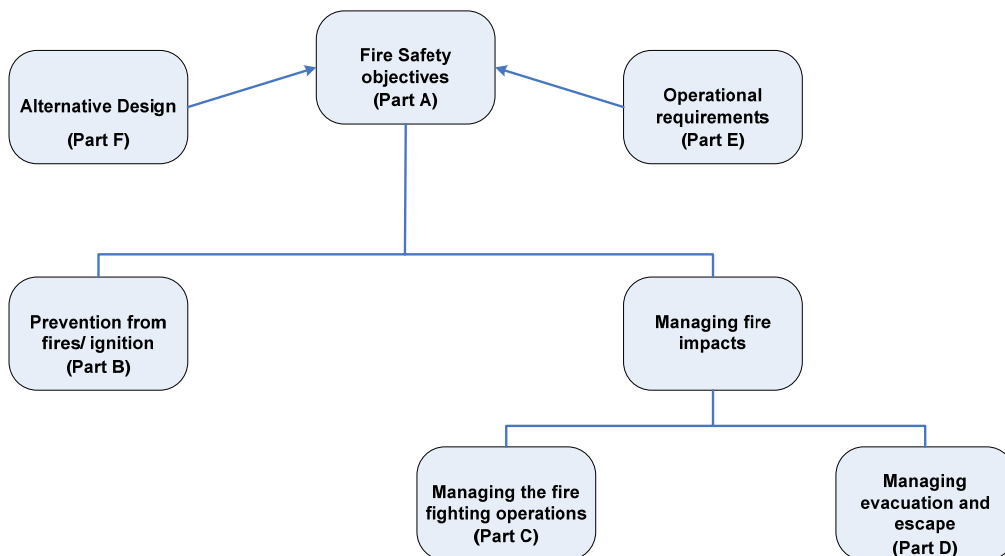 Fire Safety
objectives
(Part A)
Alternative Design
(Part F)
Operational
requirements
(Part E)
Prevention from
fires/ ignition
(Part B)
Managing fire
impacts
Managing the fire
fighting operations
(Part C)
Managing
evacuation and
escape
(Part D)